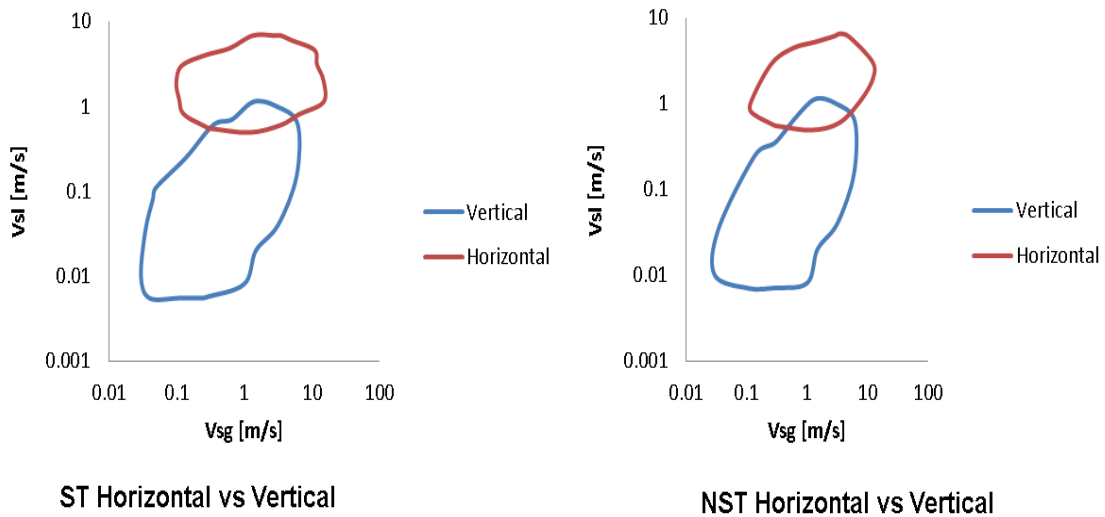 10
1
0.1
0.01
0.001
Vsl [m/s]
0.01 0.1 1 10 100
Vsg [m/s]
Vertical
Horizontal
ST Horizontal vs Vertical
10
1
0.1
0.01
0.001
Vsl [m/s]
0.01 0.1 1 10 100
Vsg [m/s]
Vertical
Horizontal
NST Horizontal vs Vertical